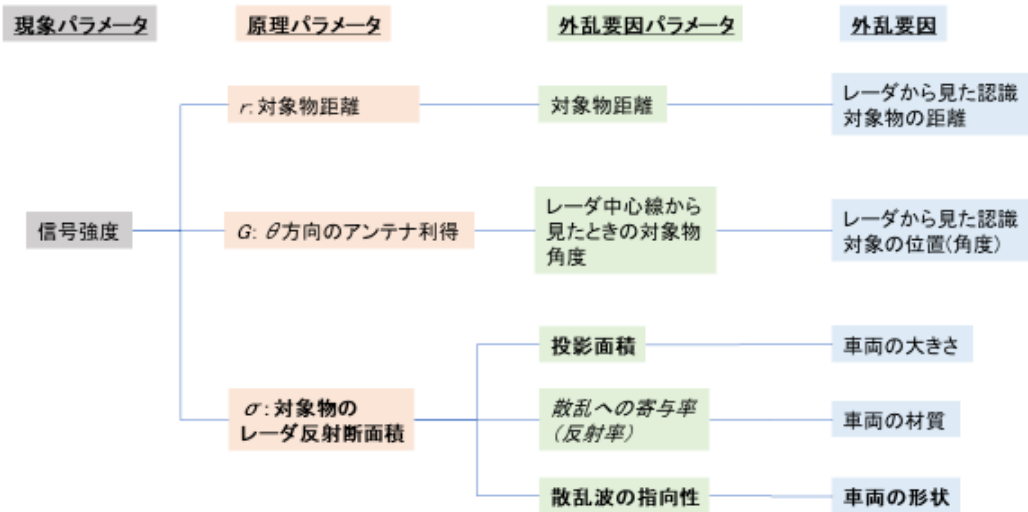 現象パラメータ
原理パラメータ
外乱要因パラメータ
外乱要因
r: 対象物距離
対象物距離
レーダから見た認識
対象物の距離
信号強度
G: θ方向のアンテナ利得
レーダ中心線から
見たときの対象物
角度
レーダから見た認識
対象の位置(角度)
σ: 対象物の
レーダ反射断面積
投影面積
車両の大きさ
散乱への寄与率
(反射率)
車両の材質
散乱波の指向性
車両の形状